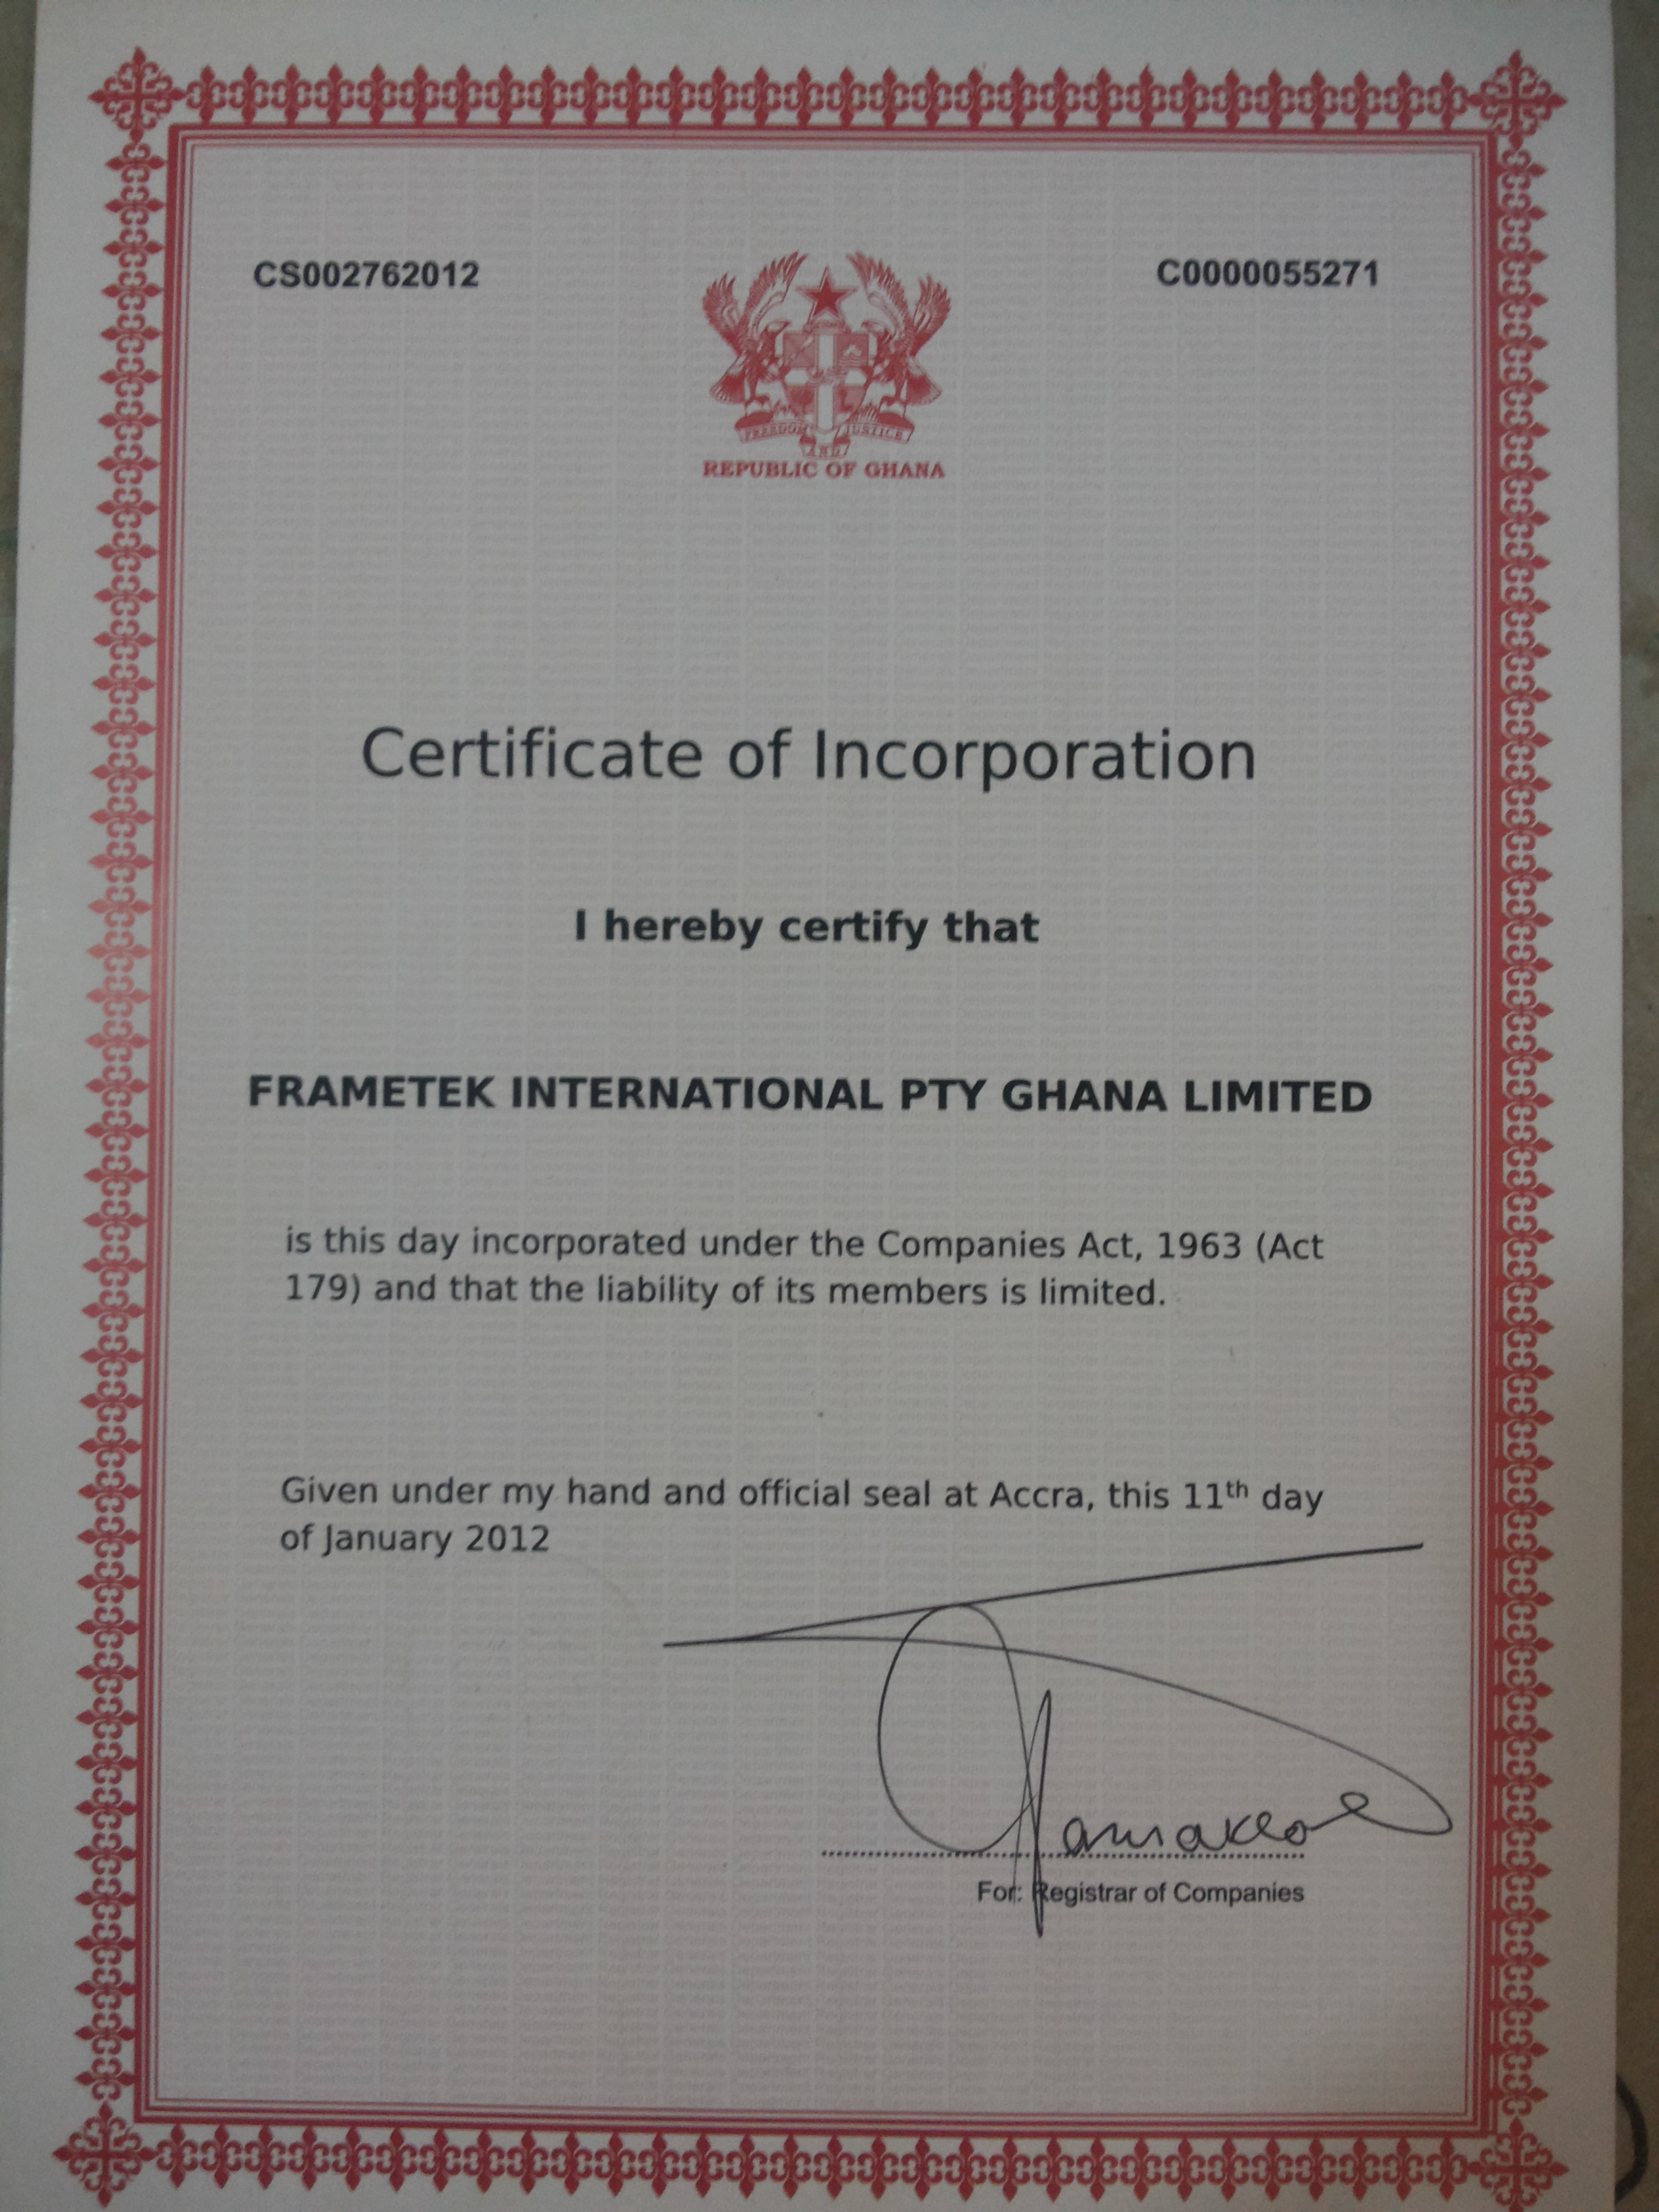 CS002762012
C0000055271
FREEDOM AND JUSTICE
REPUBLIC OF GHANA
Certificate of Incorporation
I hereby certify that
FRAMETEK INTERNATIONAL PTY GHANA LIMITED
is this day incorporated under the Companies Act, 1963 (Act
179) and that the liability of its members is limited.
Given under my hand and official seal at Accra, this 11th day
of January 2012
For: Registrar of Companies